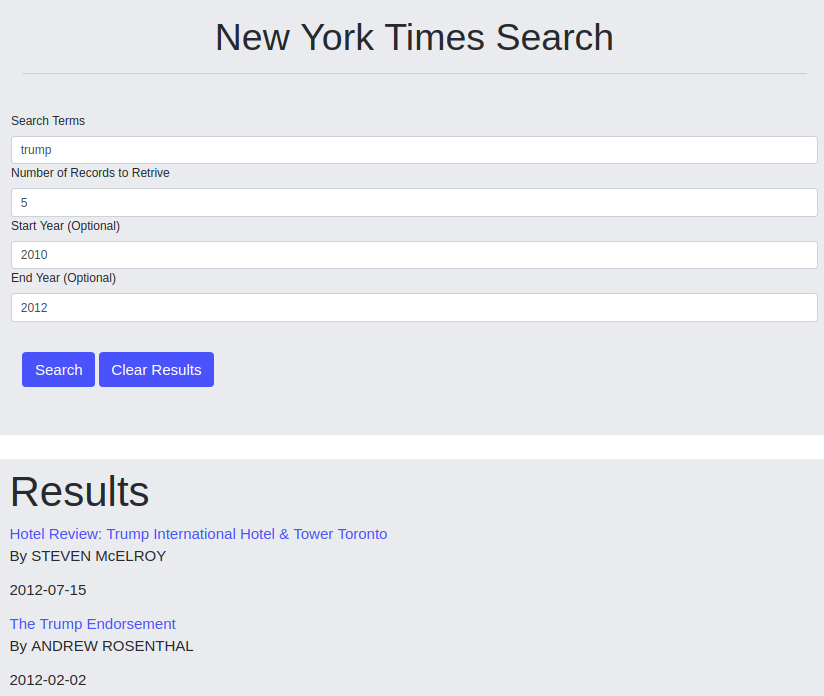 New York Times Search
Search Terms
trump
Number of Records to Retrive
5
Start Year (Optional)
2010
End Year (Optional)
2012
Search Clear Results
Results
Hotel Review: Trump International Hotel & Tower Toronto
By STEVEN McELROY
2012-07-15
The Trump Endorsement
By ANDREW ROSENTHAL
2012-02-02